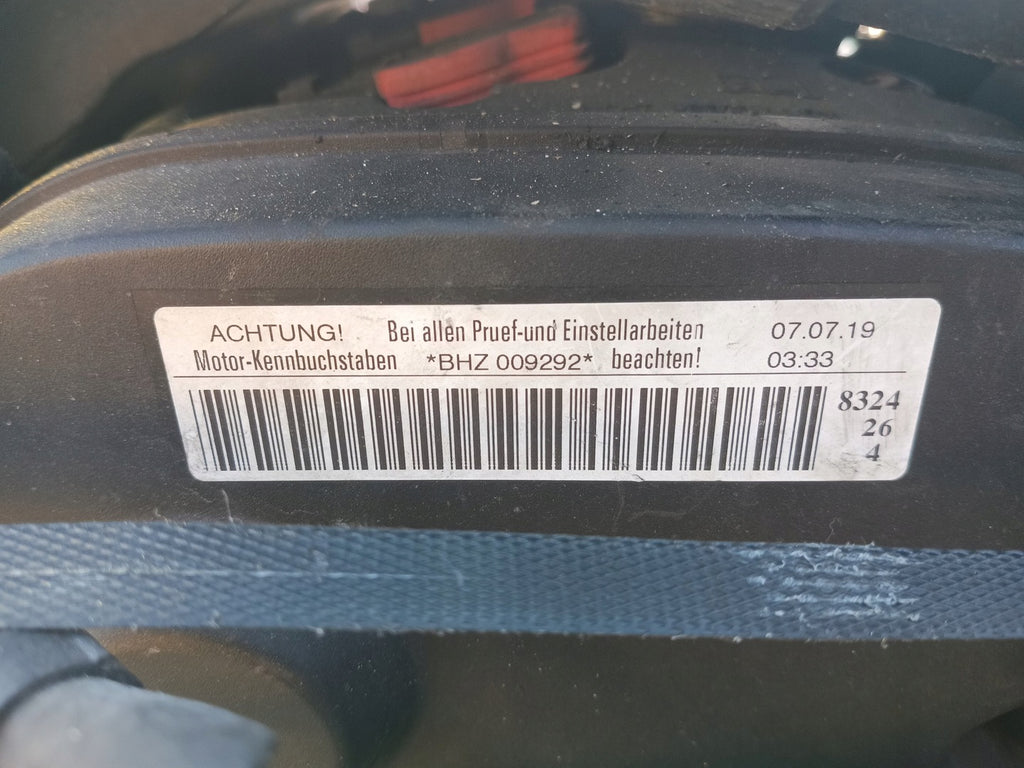 ACHTUNG! Bei allen Pruef-und Einstellarbeiten 07.07.19
Motor-Kennbuchstaben *BHZ 009292* beachten! 03:33
8324
26
4